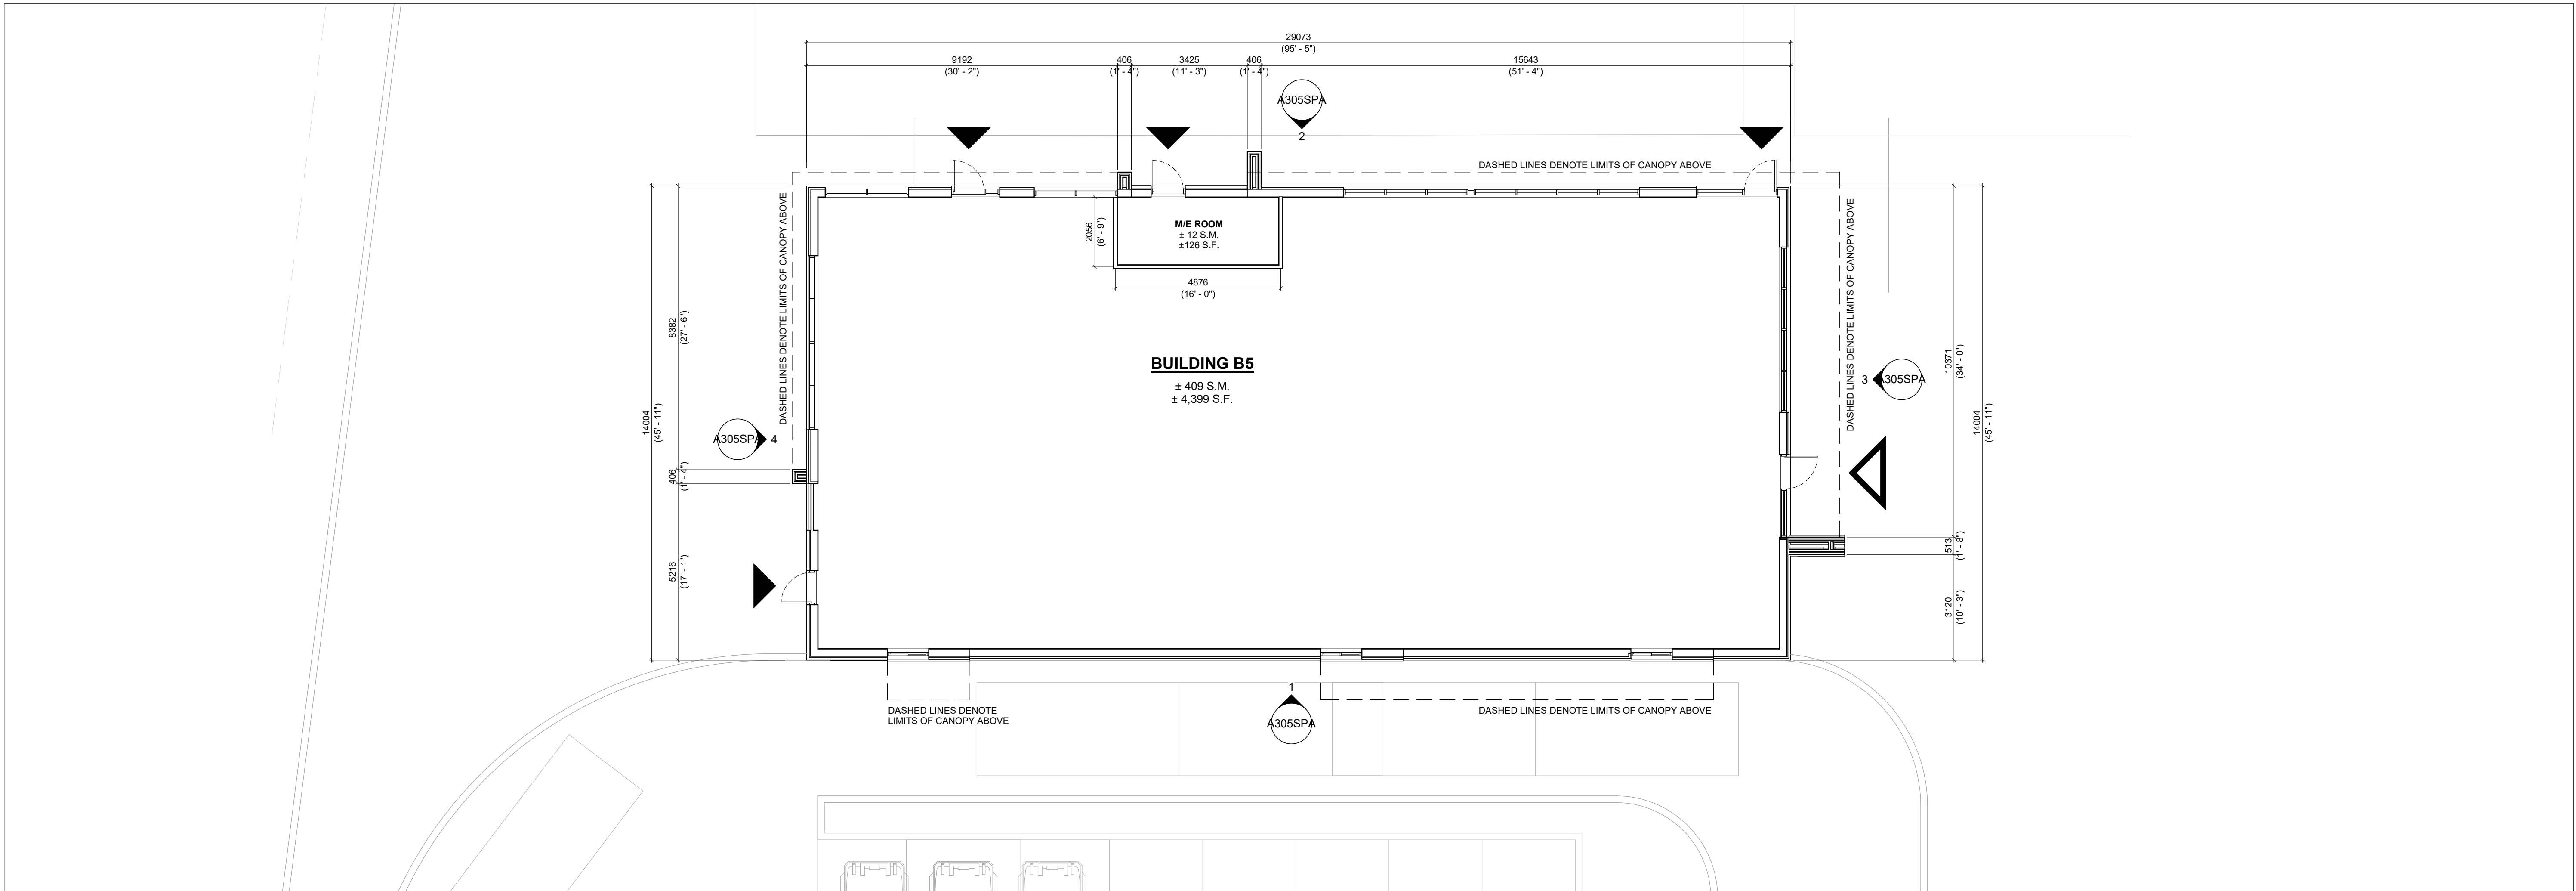 29073
(95' - 5")
9192
(30' - 2")
406
(1' - 4")
3425
(11' - 3")
406
(1' - 4")
15643
(51' - 4")
A305SPA
2
DASHED LINES DENOTE LIMITS OF CANOPY ABOVE
DASHED LINES DENOTE LIMITS OF CANOPY ABOVE
M/E ROOM
± 12 S.M.
±126 S.F.
2056
(6' - 9")
4876
(16' - 0")
DASHED LINES DENOTE LIMITS OF CANOPY ABOVE
8382
(27' - 6")
BUILDING B5
± 409 S.M.
± 4,399 S.F.
10371
(34' - 0")
3
A305SPA
14004
(45' - 11")
14004
(45' - 11")
A305SPA
4
406
(1' - 4")
513
(1' - 8")
5216
(17' - 1")
3120
(10' - 3")
1
A305SPA
DASHED LINES DENOTE
LIMITS OF CANOPY ABOVE
DASHED LINES DENOTE LIMITS OF CANOPY ABOVE